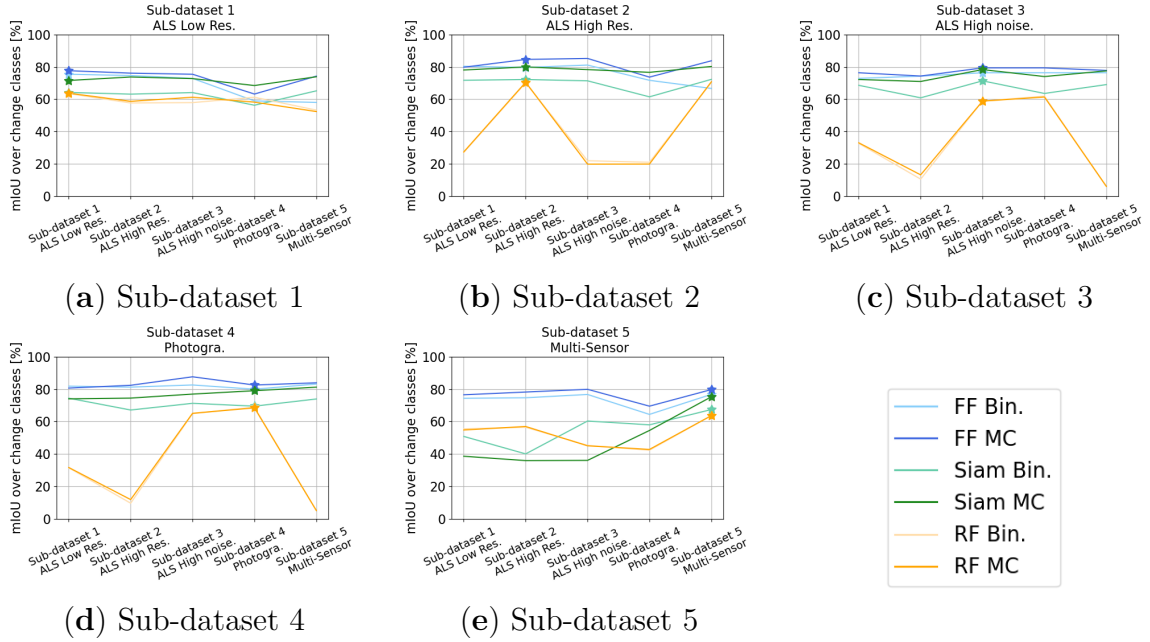 Sub-dataset 1
ALS Low Res.
mIoU over change classes [%]
100
80
60
40
20
0
Sub-dataset 1
ALS Low Res.
Sub-dataset 2
ALS High Res.
Sub-dataset 3
ALS High noise.
Sub-dataset 4
Photogra.
Sub-dataset 5
Multi-Sensor
(a) Sub-dataset 1
Sub-dataset 2
ALS High Res.
mIoU over change classes [%]
100
80
60
40
20
0
Sub-dataset 1
ALS Low Res.
Sub-dataset 2
ALS High Res.
Sub-dataset 3
ALS High noise.
Sub-dataset 4
Photogra.
Sub-dataset 5
Multi-Sensor
(b) Sub-dataset 2
Sub-dataset 3
ALS High noise.
mIoU over change classes [%]
100
80
60
40
20
0
Sub-dataset 1
ALS Low Res.
Sub-dataset 2
ALS High Res.
Sub-dataset 3
ALS High noise.
Sub-dataset 4
Photogra.
Sub-dataset 5
Multi-Sensor
(c) Sub-dataset 3
Sub-dataset 4
Photogra.
mIoU over change classes [%]
100
80
60
40
20
0
Sub-dataset 1
ALS Low Res.
Sub-dataset 2
ALS High Res.
Sub-dataset 3
ALS High noise.
Sub-dataset 4
Photogra.
Sub-dataset 5
Multi-Sensor
(d) Sub-dataset 4
Sub-dataset 5
Multi-Sensor
mIoU over change classes [%]
100
80
60
40
20
0
Sub-dataset 1
ALS Low Res.
Sub-dataset 2
ALS High Res.
Sub-dataset 3
ALS High noise.
Sub-dataset 4
Photogra.
Sub-dataset 5
Multi-Sensor
(e) Sub-dataset 5
FF Bin.
FF MC
Siam Bin.
Siam MC
RF Bin.
RF MC